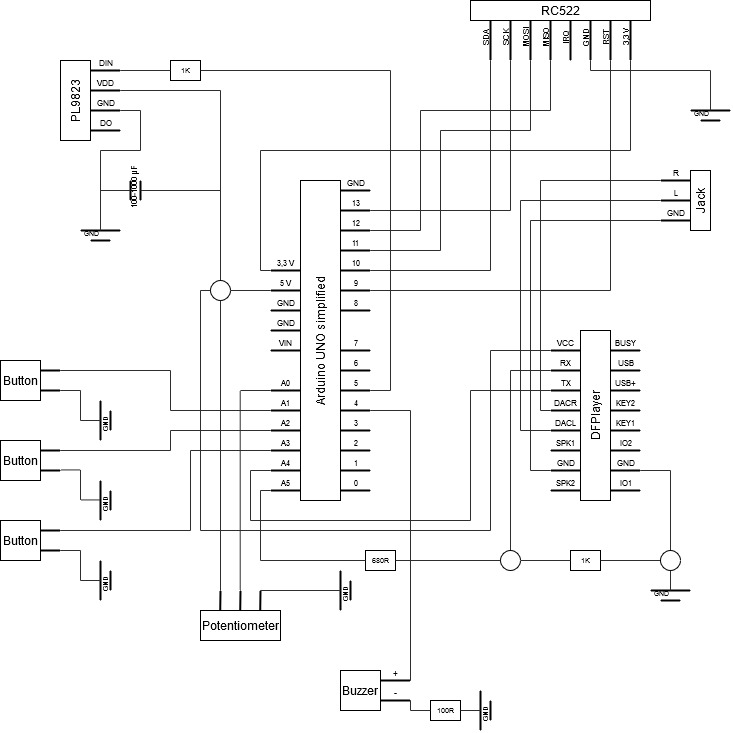 RC522
SDA
SCK
MOSI
MISO
IRQ
GND
RST
3,3 V
GND
PL9823
DIN
VDD
GND
DO
1K
100-1000 µF
GND
Jack
R
L
GND
Arduino UNO simplified
3,3 V
5 V
GND
GND
VIN
A0
A1
A2
A3
A4
A5
GND
13
12
11
10
9
8
7
6
5
4
3
2
1
0
DFPlayer
VCC
RX
TX
DACR
DACL
SPK1
GND
SPK2
BUSY
USB
USB+
KEY2
KEY1
IO2
GND
IO1
Button
GND
Button
GND
Button
GND
680R
1K
GND
Potentiometer
GND
Buzzer
+
-
100R
GND